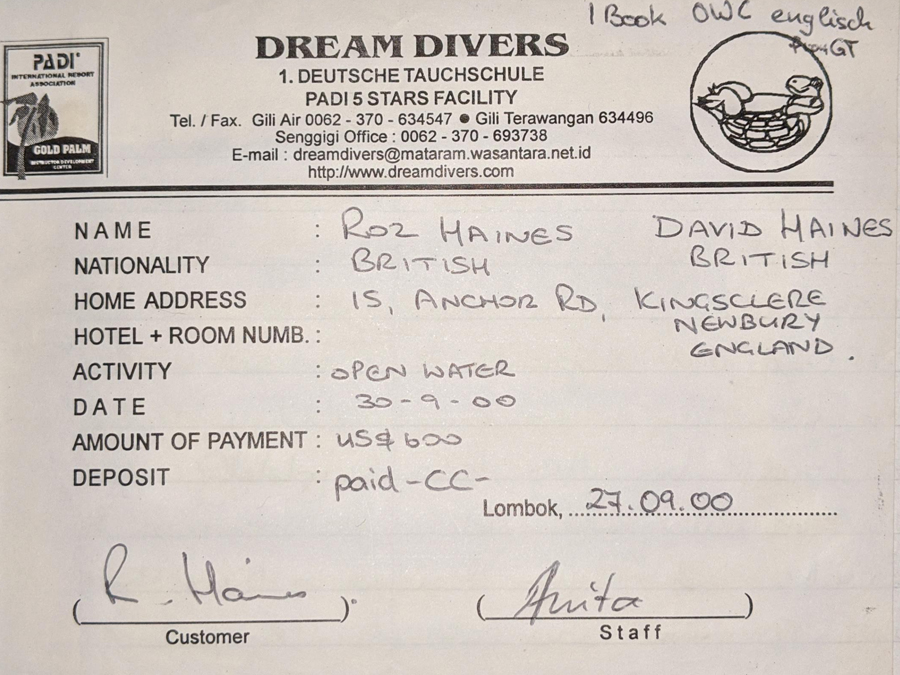 1 Book OWC englisch
GT
PADI
INTERNATIONAL RESORT
ASSOCIATION
GOLD PALM
INSTRUCTOR DEVELOPMENT
CENTER
DREAM DIVERS
1. DEUTSCHE TAUCHSCHULE
PADI 5 STARS FACILITY
Tel. / Fax. Gili Air 0062 - 370 - 634547 ● Gili Terawangan 634496
Senggigi Office : 0062 - 370 - 693738
E-mail : dreamdivers@mataram.wasantara.net.id
http://www.dreamdivers.com
NAME : ROZ HAINES DAVID HAINES
NATIONALITY : BRITISH BRITISH
HOME ADDRESS : 15, ANCHOR RD, KINGSCLERE
NEWBURY
HOTEL + ROOM NUMB. :
ENGLAND.
ACTIVITY : OPEN WATER
DATE : 30-9-00
AMOUNT OF PAYMENT : US$ 600
DEPOSIT : paid -CC-
Lombok, 27.09.00
(R. Haines) (Anita)
Customer Staff